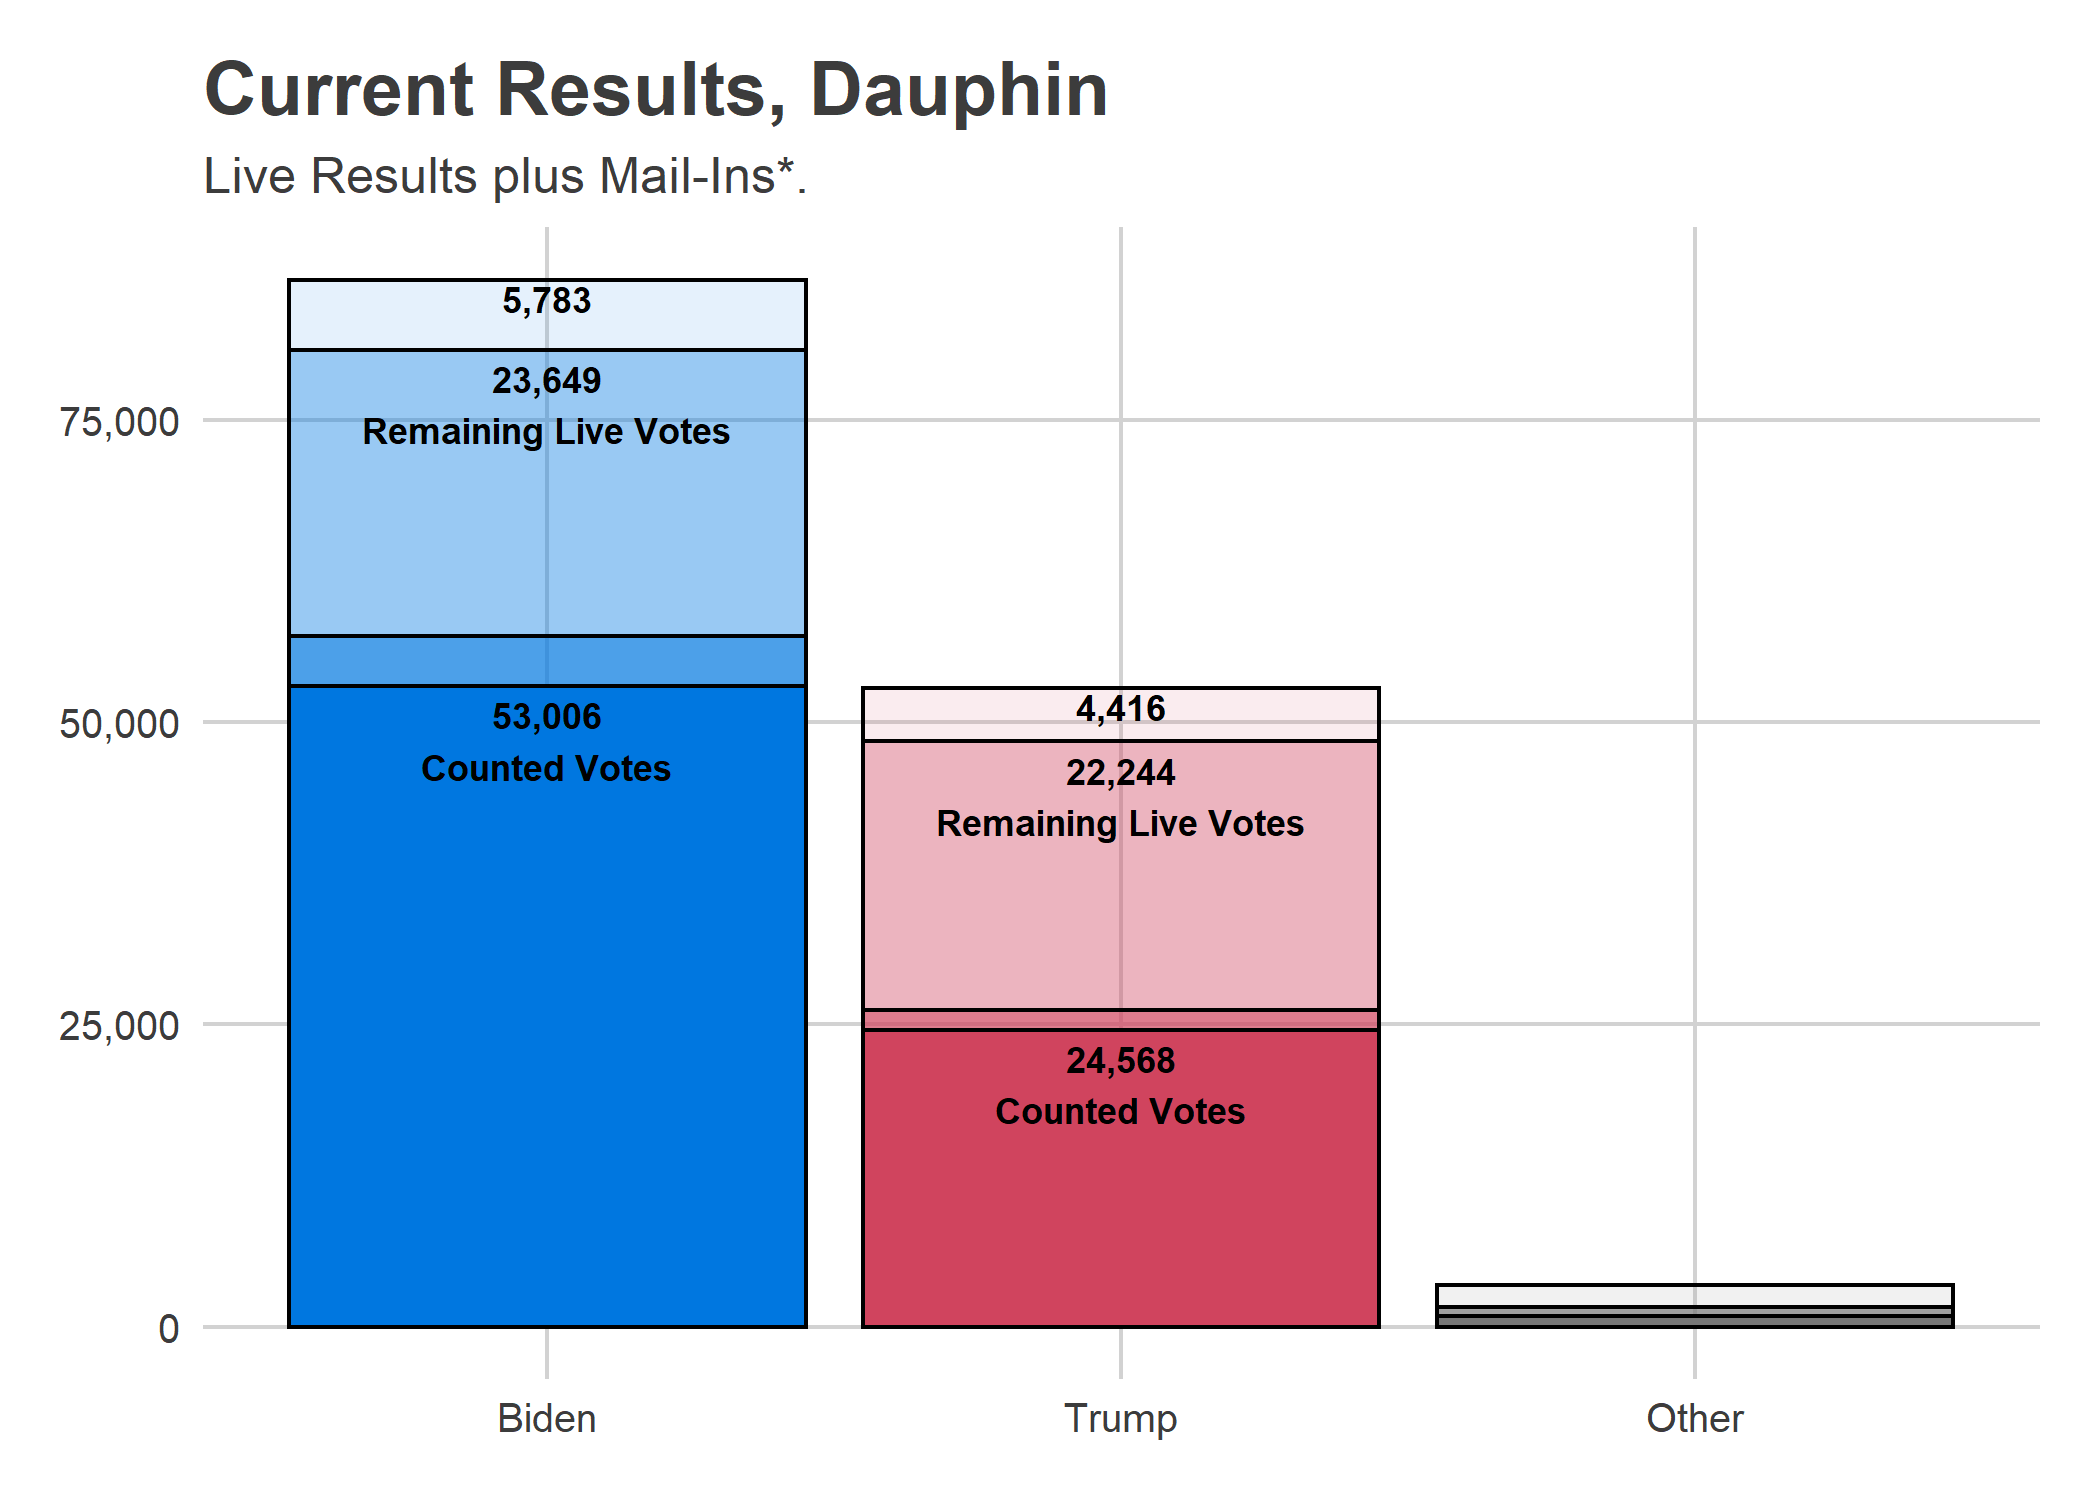 Current Results, Dauphin
Live Results plus Mail-Ins*.
5,783
23,649
Remaining Live Votes
53,006
Counted Votes
4,416
22,244
Remaining Live Votes
24,568
Counted Votes
75,000
50,000
25,000
0
Biden
Trump
Other